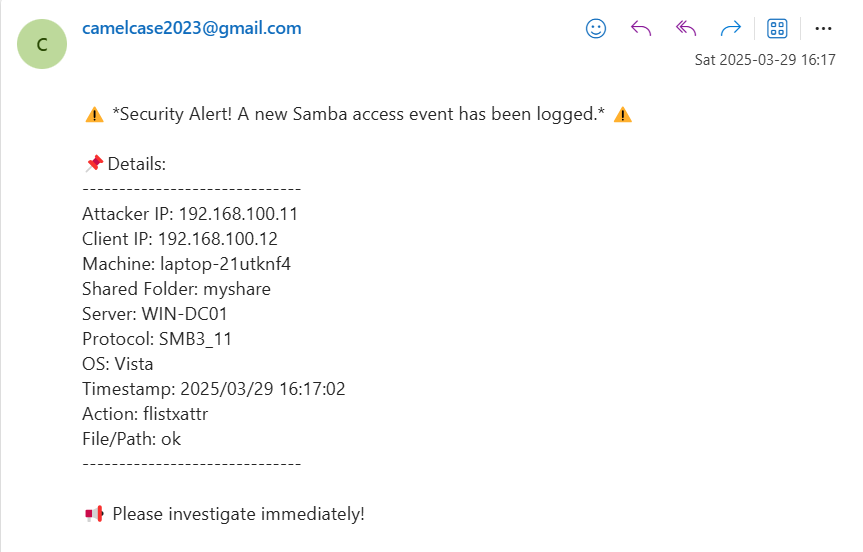 camelcase2023@gmail.com
C
Sat 2025-03-29 16:17
⚠️ *Security Alert! A new Samba access event has been logged.* ⚠️
📌 Details:
------------------------------
Attacker IP: 192.168.100.11
Client IP: 192.168.100.12
Machine: laptop-21utknf4
Shared Folder: myshare
Server: WIN-DC01
Protocol: SMB3_11
OS: Vista
Timestamp: 2025/03/29 16:17:02
Action: flistxattr
File/Path: ok
------------------------------
📢 Please investigate immediately!